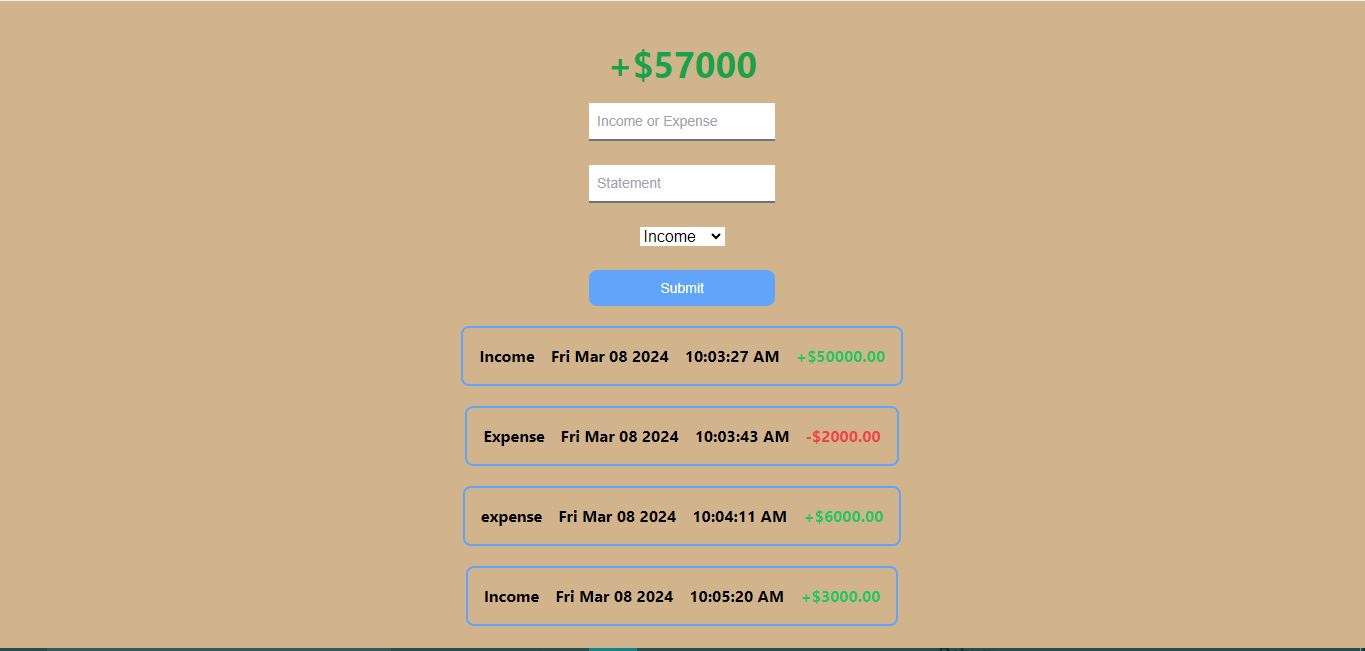 +$57000
Income or Expense
Statement
Income
Submit
Income Fri Mar 08 2024 10:03:27 AM +$50000.00
Expense Fri Mar 08 2024 10:03:43 AM -$2000.00
expense Fri Mar 08 2024 10:04:11 AM +$6000.00
Income Fri Mar 08 2024 10:05:20 AM +$3000.00